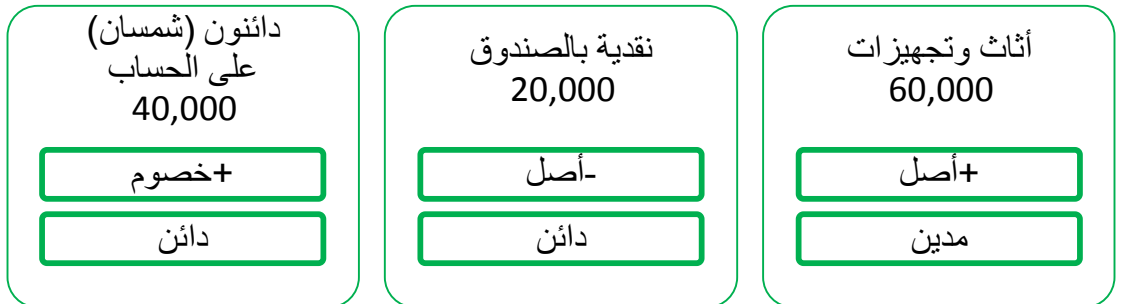 أثاث وتجهيزات
60,000
+أصل
مدين
نقدية بالصندوق
20,000
-أصل
دائن
دائنون (شمسان)
على الحساب
40,000
+خصوم
دائن